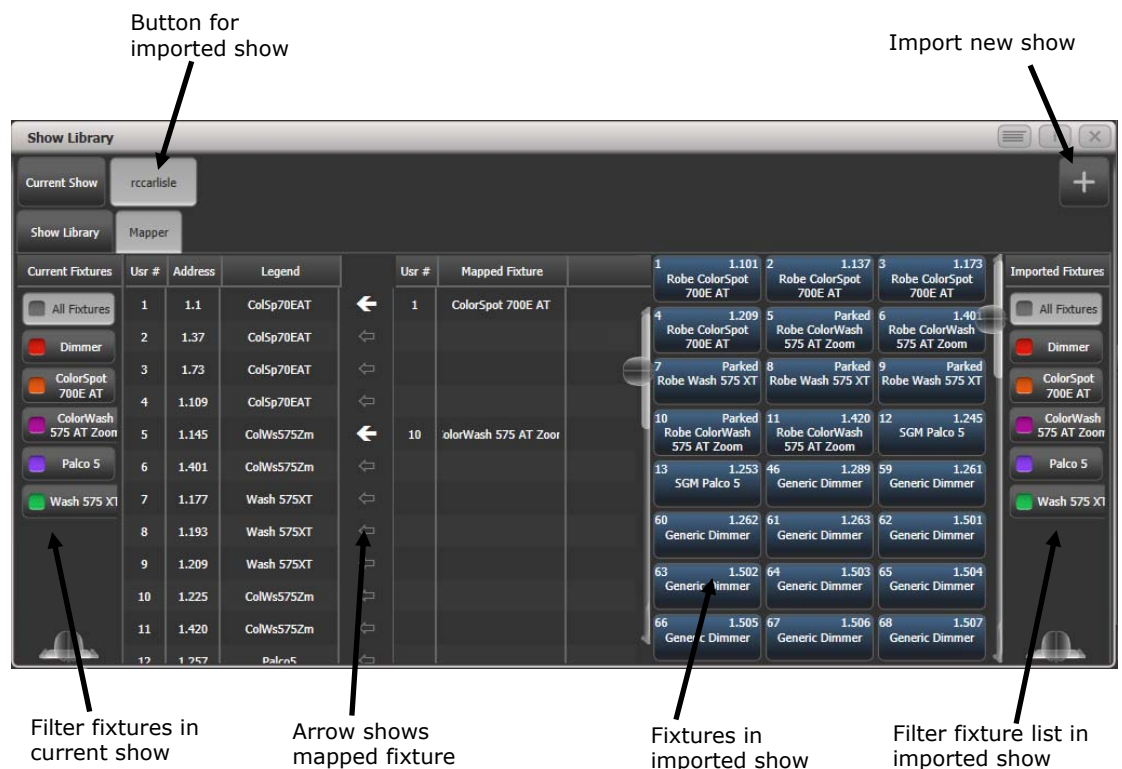 Button for
imported show
Import new show
Show Library
Current Show
rccarlisle
Show Library
Mapper
Current Fixtures
Usr # Address Legend
Usr # Mapped Fixture
Imported Fixtures
All Fixtures
Dimmer
ColorSpot
700E AT
ColorWash
575 AT Zoom
Palco 5
Wash 575 XT
1 1.1 ColSp70EAT 1 ColorSpot 700E AT
2 1.37 ColSp70EAT
3 1.73 ColSp70EAT
4 1.109 ColSp70EAT
5 1.145 ColWs575Zm 10 olorWash 575 AT Zoor
6 1.401 ColWs575Zm
7 1.177 Wash 575XT
8 1.193 Wash 575XT
9 1.209 Wash 575XT
10 1.225 ColWs575Zm
11 1.420 ColWs575Zm
12 1.257 Palco5
1 1.101
Robe ColorSpot
700E AT
2 1.137
Robe ColorSpot
700E AT
3 1.173
Robe ColorSpot
700E AT
4 1.209
Robe ColorSpot
700E AT
5 Parked
Robe ColorWash
575 AT Zoom
6 1.401
Robe ColorWash
575 AT Zoom
7 Parked
Robe Wash 575 XT
8 Parked
Robe Wash 575 XT
9 Parked
Robe Wash 575 XT
10 Parked
Robe ColorWash
575 AT Zoom
11 1.420
Robe ColorWash
575 AT Zoom
12 1.245
SGM Palco 5
13 1.253
SGM Palco 5
46 1.289
Generic Dimmer
59 1.261
Generic Dimmer
60 1.262
Generic Dimmer
61 1.263
Generic Dimmer
62 1.501
Generic Dimmer
63 1.502
Generic Dimmer
64 1.503
Generic Dimmer
65 1.504
Generic Dimmer
66 1.505
Generic Dimmer
67 1.506
Generic Dimmer
68 1.507
Generic Dimmer
All Fixtures
Dimmer
ColorSpot
700E AT
ColorWash
575 AT Zoom
Palco 5
Wash 575 XT
Filter fixtures in
current show
Arrow shows
mapped fixture
Fixtures in
imported show
Filter fixture list in
imported show